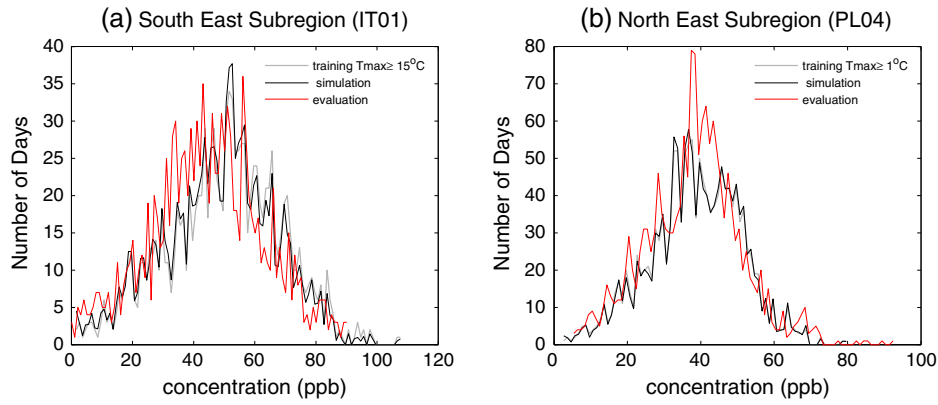 (a) South East Subregion (IT01)
40
35
30
25
20
15
10
5
0
Number of Days
training Tmax≥ 15°C
simulation
evaluation
0 20 40 60 80 100 120
concentration (ppb)
(b) North East Subregion (PL04)
80
70
60
50
40
30
20
10
0
Number of Days
training Tmax≥ 1°C
simulation
evaluation
20 40 60 80 100
concentration (ppb)